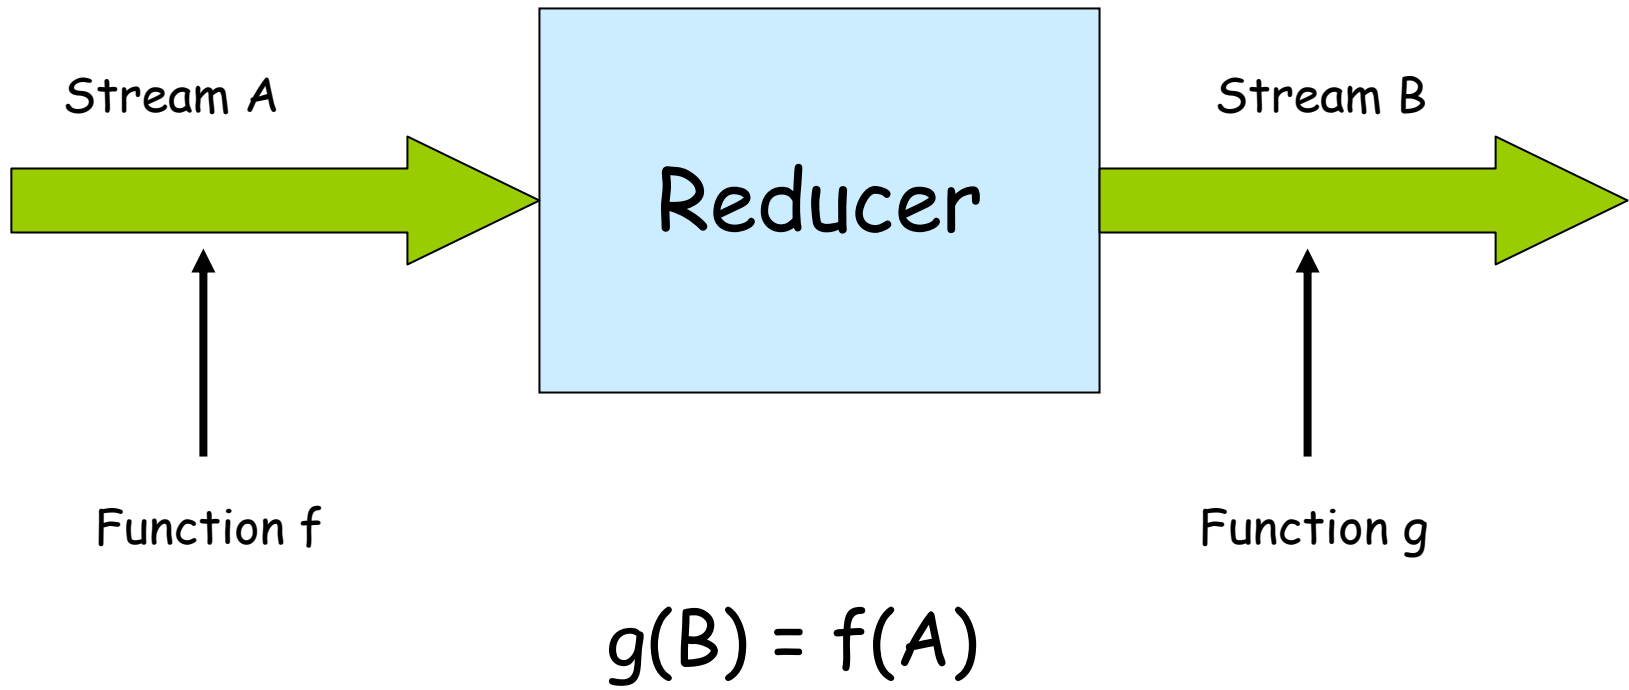 Stream A
Stream B
Reducer
Function f
Function g
g(B) = f(A)